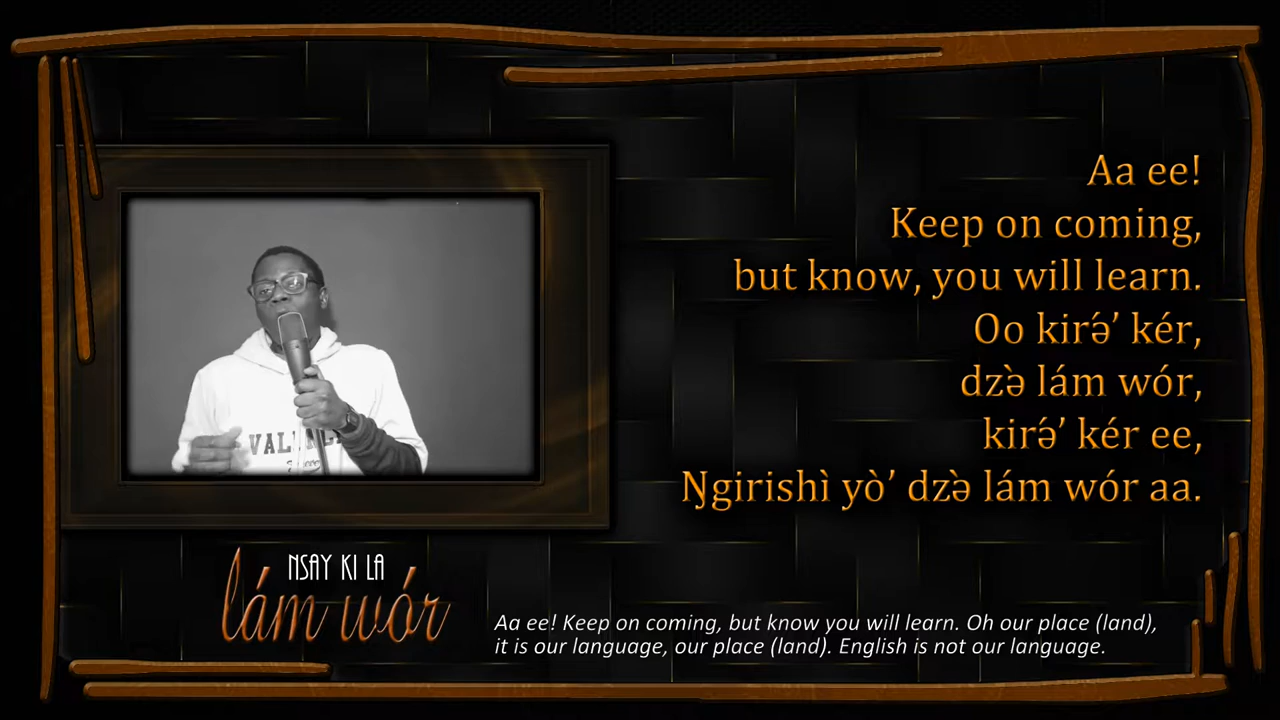 Aa ee!
Keep on coming,
but know, you will learn.
Oo kirə́’ kér,
dzə̀ lám wór,
kirə́’ kér ee,
Ŋgirishì yò’ dzə̀ lám wór aa.
NSAY KI LA
lám wór
Aa ee! Keep on coming, but know you will learn. Oh our place (land),
it is our language, our place (land). English is not our language.